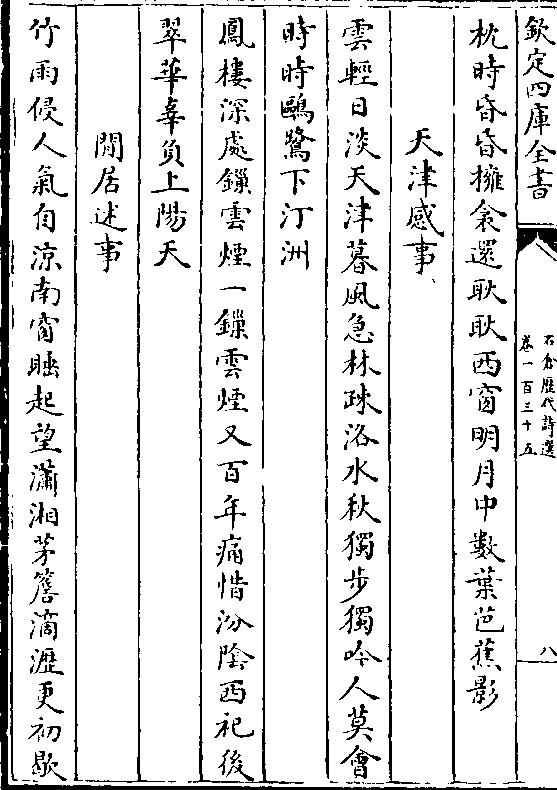 欽定四庫全書
石倉歷代詩選
卷一百三十五
八
枕時昏昏擁衾還耿耿西窗明月中數葉芭蕉影
天津感事
雲輕日淡天津暮風急林疎洛水秋獨步獨吟人莫會
時時鷗鷺下汀洲
鳳樓深處鏁雲煙一鏁雲煙又百年痛惜汾陰西祀後
翠華辜負上陽天
閒居述事
竹雨侵人氣自涼南窗睡起望瀟湘茅簷滴瀝更初歇